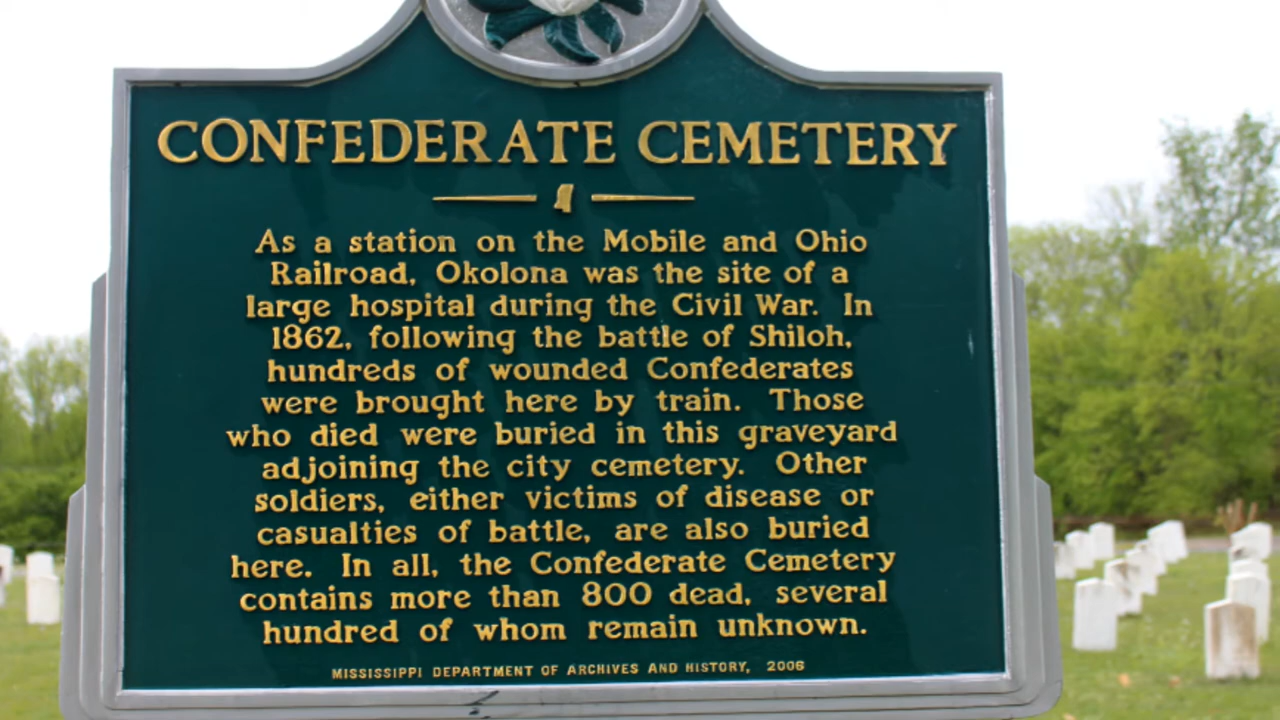 CONFEDERATE CEMETERY
As a station on the Mobile and Ohio
Railroad, Okolona was the site of a
large hospital during the Civil War. In
1862, following the battle of Shiloh,
hundreds of wounded Confederates
were brought here by train. Those
who died were buried in this graveyard
adjoining the city cemetery. Other
soldiers, either victims of disease or
casualties of battle, are also buried
here. In all, the Confederate Cemetery
contains more than 800 dead, several
hundred of whom remain unknown.
MISSISSIPPI DEPARTMENT OF ARCHIVES AND HISTORY, 2006